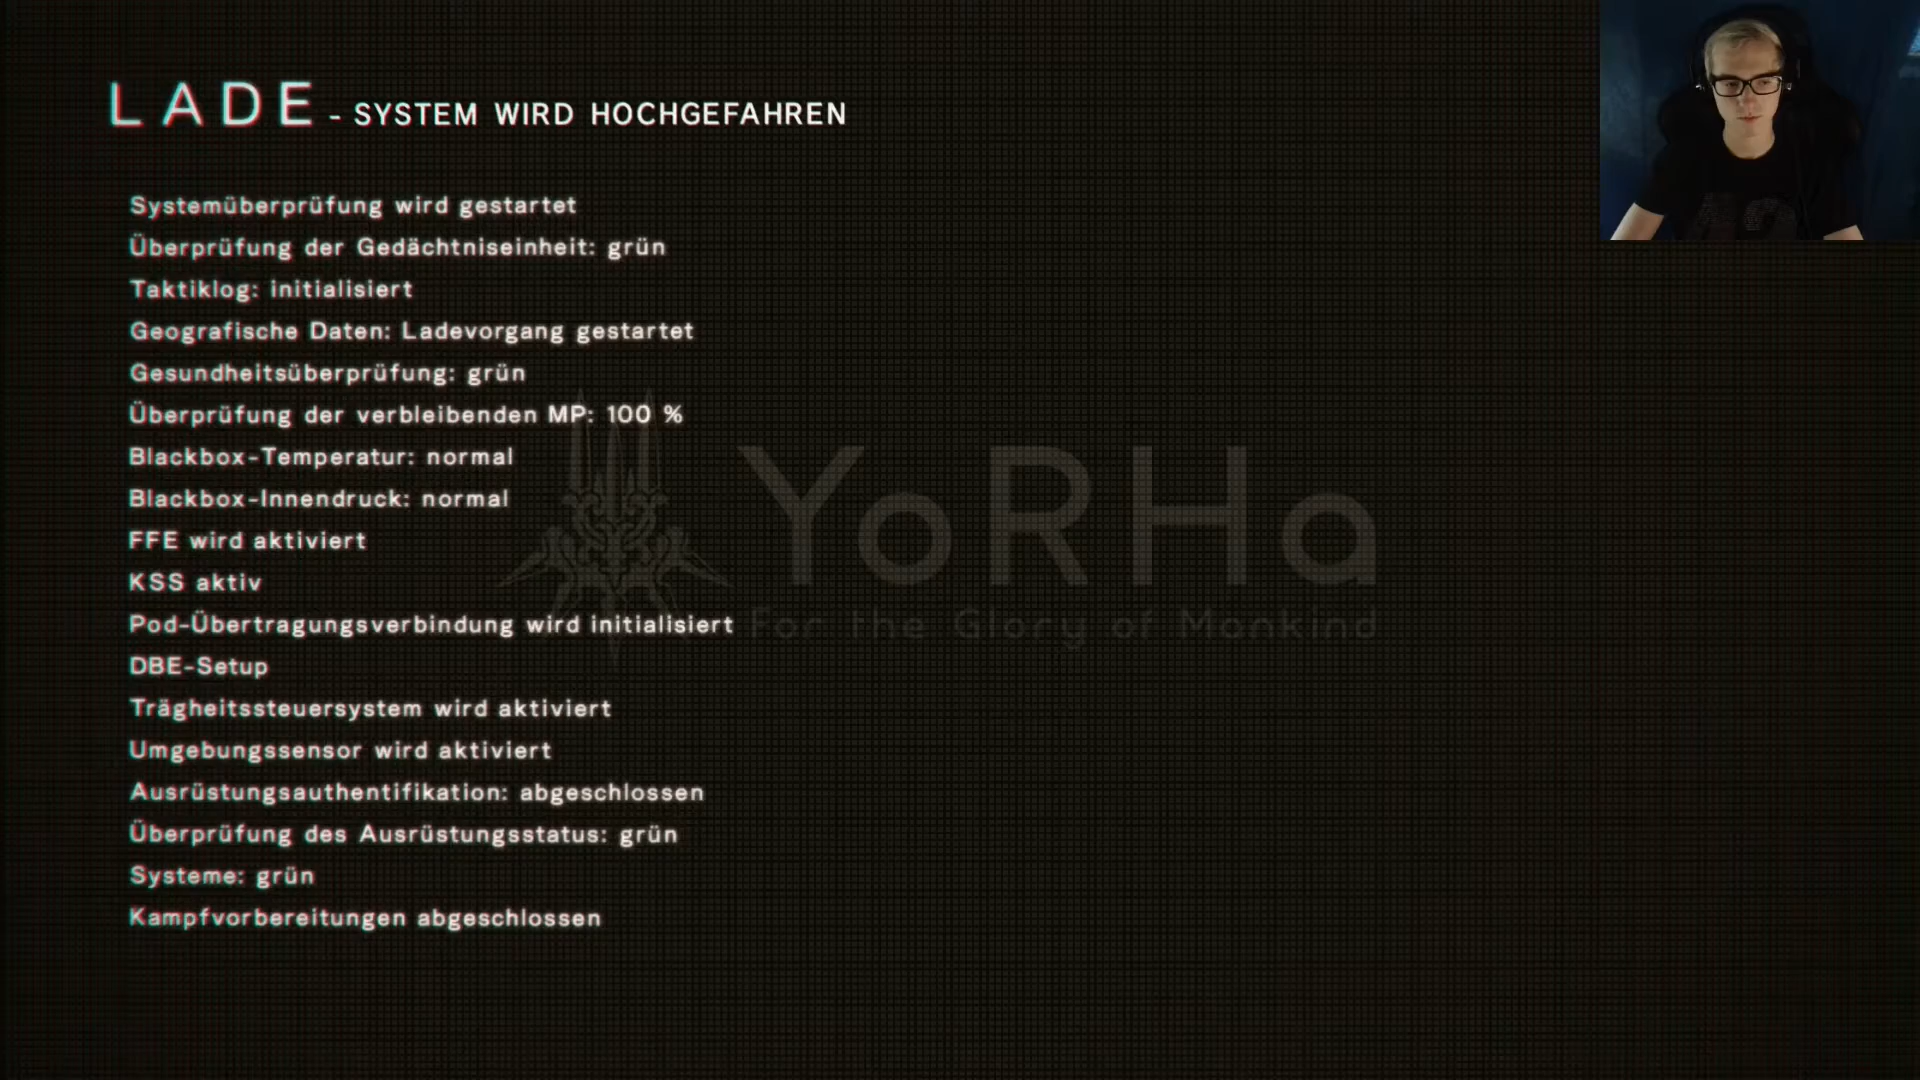 LADE - SYSTEM WIRD HOCHGEFAHREN
Systemüberprüfung wird gestartet
Überprüfung der Gedächtniseinheit: grün
Taktiklog: initialisiert
Geografische Daten: Ladevorgang gestartet
Gesundheitsüberprüfung: grün
Überprüfung der verbleibenden MP: 100 %
Blackbox-Temperatur: normal
Blackbox-Innendruck: normal
FFE wird aktiviert
KSS aktiv
Pod-Übertragungsverbindung wird initialisiert
DBE-Setup
Trägheitssteuersystem wird aktiviert
Umgebungssensor wird aktiviert
Ausrüstungsauthentifikation: abgeschlossen
Überprüfung des Ausrüstungsstatus: grün
Systeme: grün
Kampfvorbereitungen abgeschlossen
YoRHa
For the Glory of Mankind